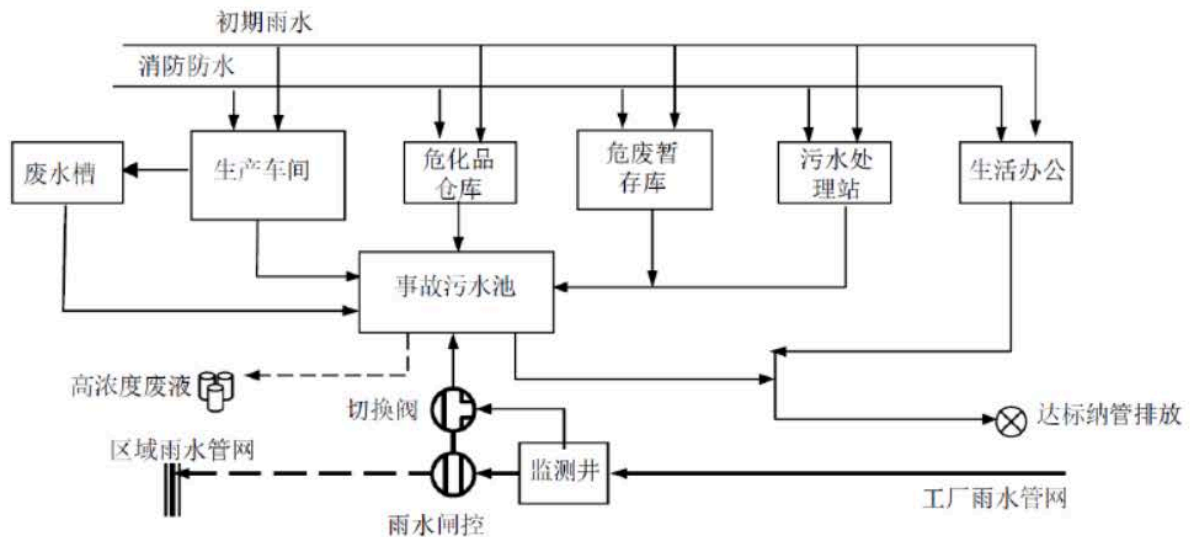 初期雨水
消防防水
废水槽
生产车间
危化品
仓库
危废暂
存库
污水处
理站
生活办公
事故污水池
高浓度废液
切换阀
达标纳管排放
区域雨水管网
监测井
工厂雨水管网
雨水闸控